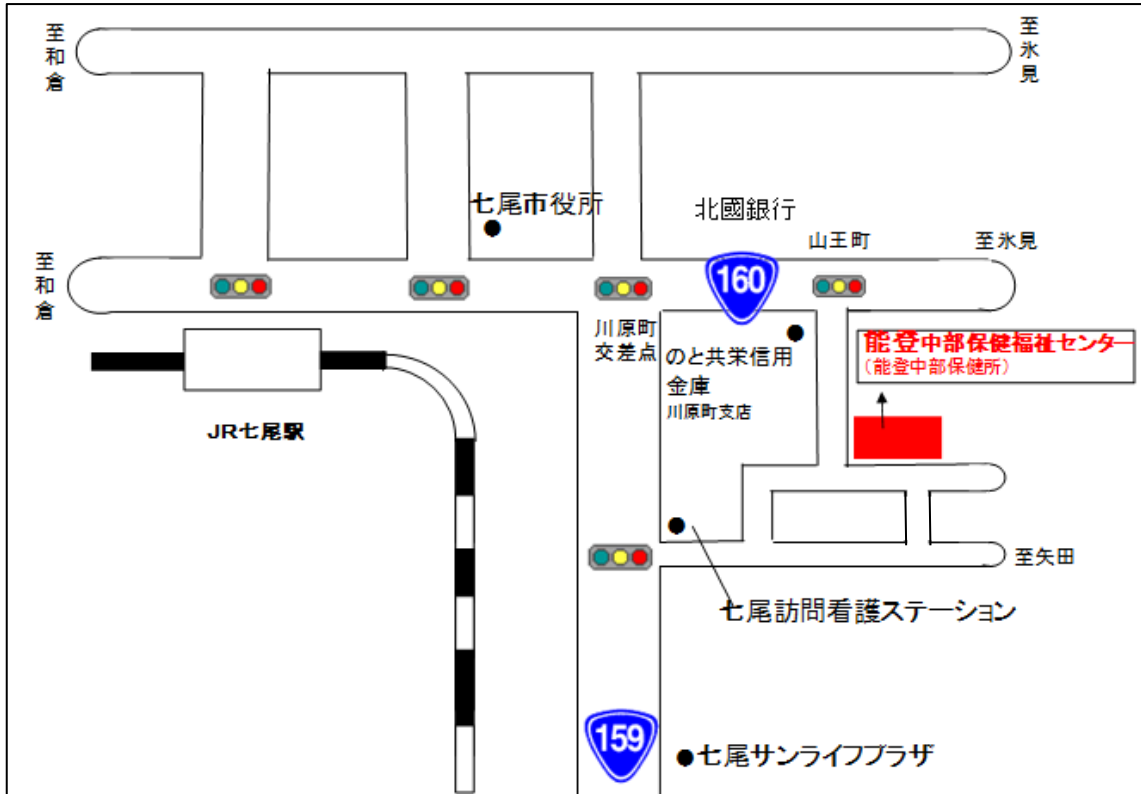 至和倉
至氷見
七尾市役所
北國銀行
山王町
至氷見
至和倉
160
川原町
交差点
のと共栄信用
金庫
川原町支店
能登中部保健福祉センター
(能登中部保健所)
JR七尾駅
至矢田
七尾訪問看護ステーション
159
七尾サンライフプラザ